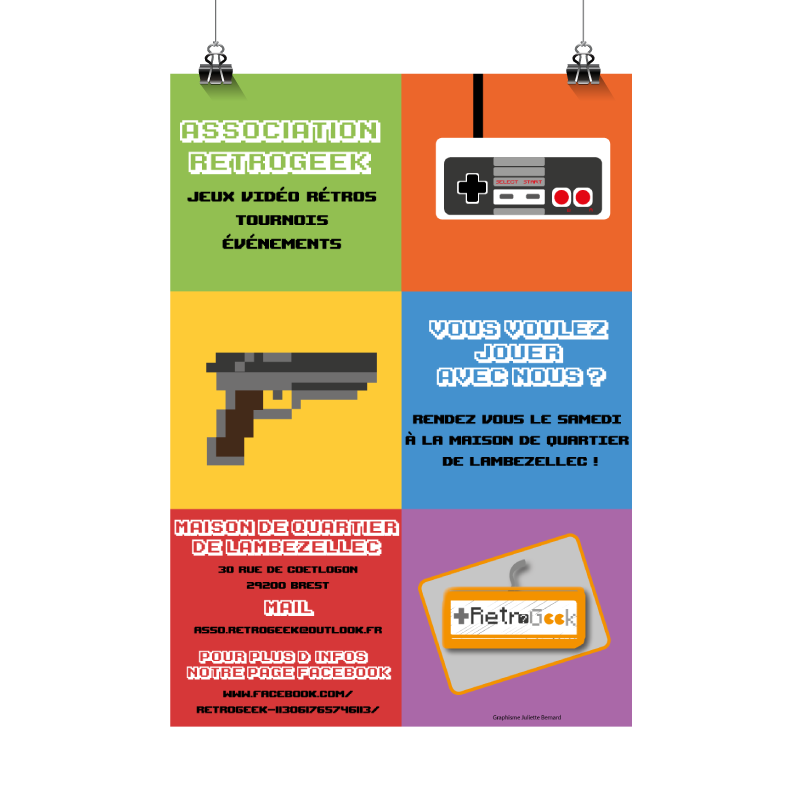 ASSOCIATION
RETROGEEK
JEUX VIDÉO RÉTROS
TOURNOIS
ÉVÉNEMENTS
SELECT START
VOUS VOULEZ
JOUER
AVEC NOUS ?
RENDEZ VOUS LE SAMEDI
À LA MAISON DE QUARTIER
DE LAMBEZELLEC !
MAISON DE QUARTIER
DE LAMBEZELLEC
30 RUE DE COETLOGON
29200 BREST
MAIL
ASSO.RETROGEEK@OUTLOOK.FR
POUR PLUS D INFOS
NOTRE PAGE FACEBOOK
WWW.FACEBOOK.COM/
RETROGEEK-113061765746113/
RetroGeek
Graphisme Juliette Bernard